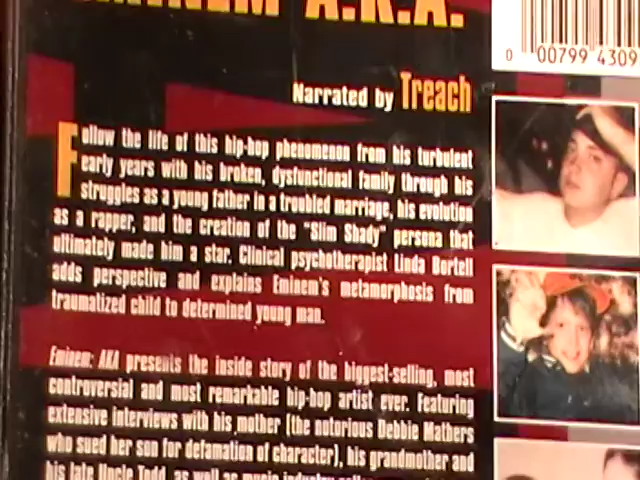 EMINEM A.K.A.
0 00799 4309
Narrated by Treach
Follow the life of this hip-hop phenomenon from his turbulent
early years with his broken, dysfunctional family through his
struggles as a young father in a troubled marriage, his evolution
as a rapper, and the creation of the "Slim Shady" persona that
ultimately made him a star. Clinical psychotherapist Linda Bortell
adds perspective and explains Eminem's metamorphosis from
traumatized child to determined young man.
Eminem: AKA presents the inside story of the biggest-selling, most
controversial and most remarkable hip-hop artist ever. Featuring
extensive interviews with his mother (the notorious Debbie Mathers
who sued her son for defamation of character), his grandmother and
his late Uncle Todd, as well as music industry